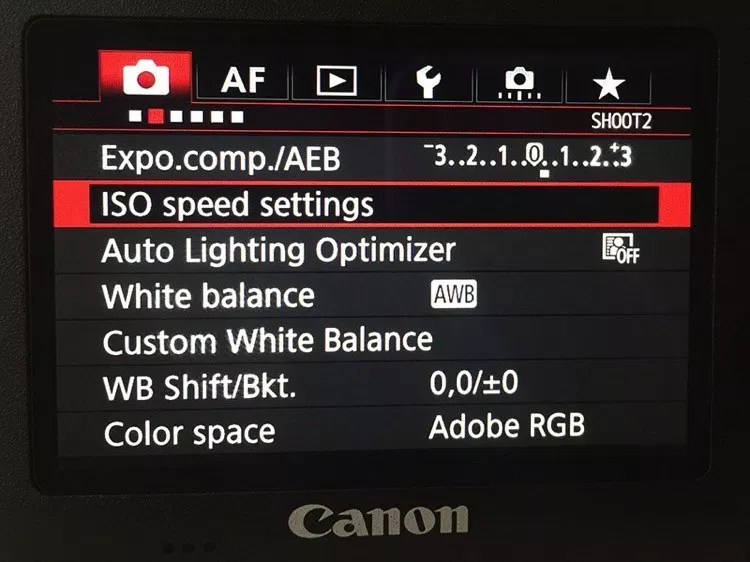 AF
SHOOT2
Expo.comp./AEB -3..2..1..0..1..2..+3
ISO speed settings
Auto Lighting Optimizer OFF
White balance AWB
Custom White Balance
WB Shift/Bkt. 0,0/±0
Color space Adobe RGB
Canon